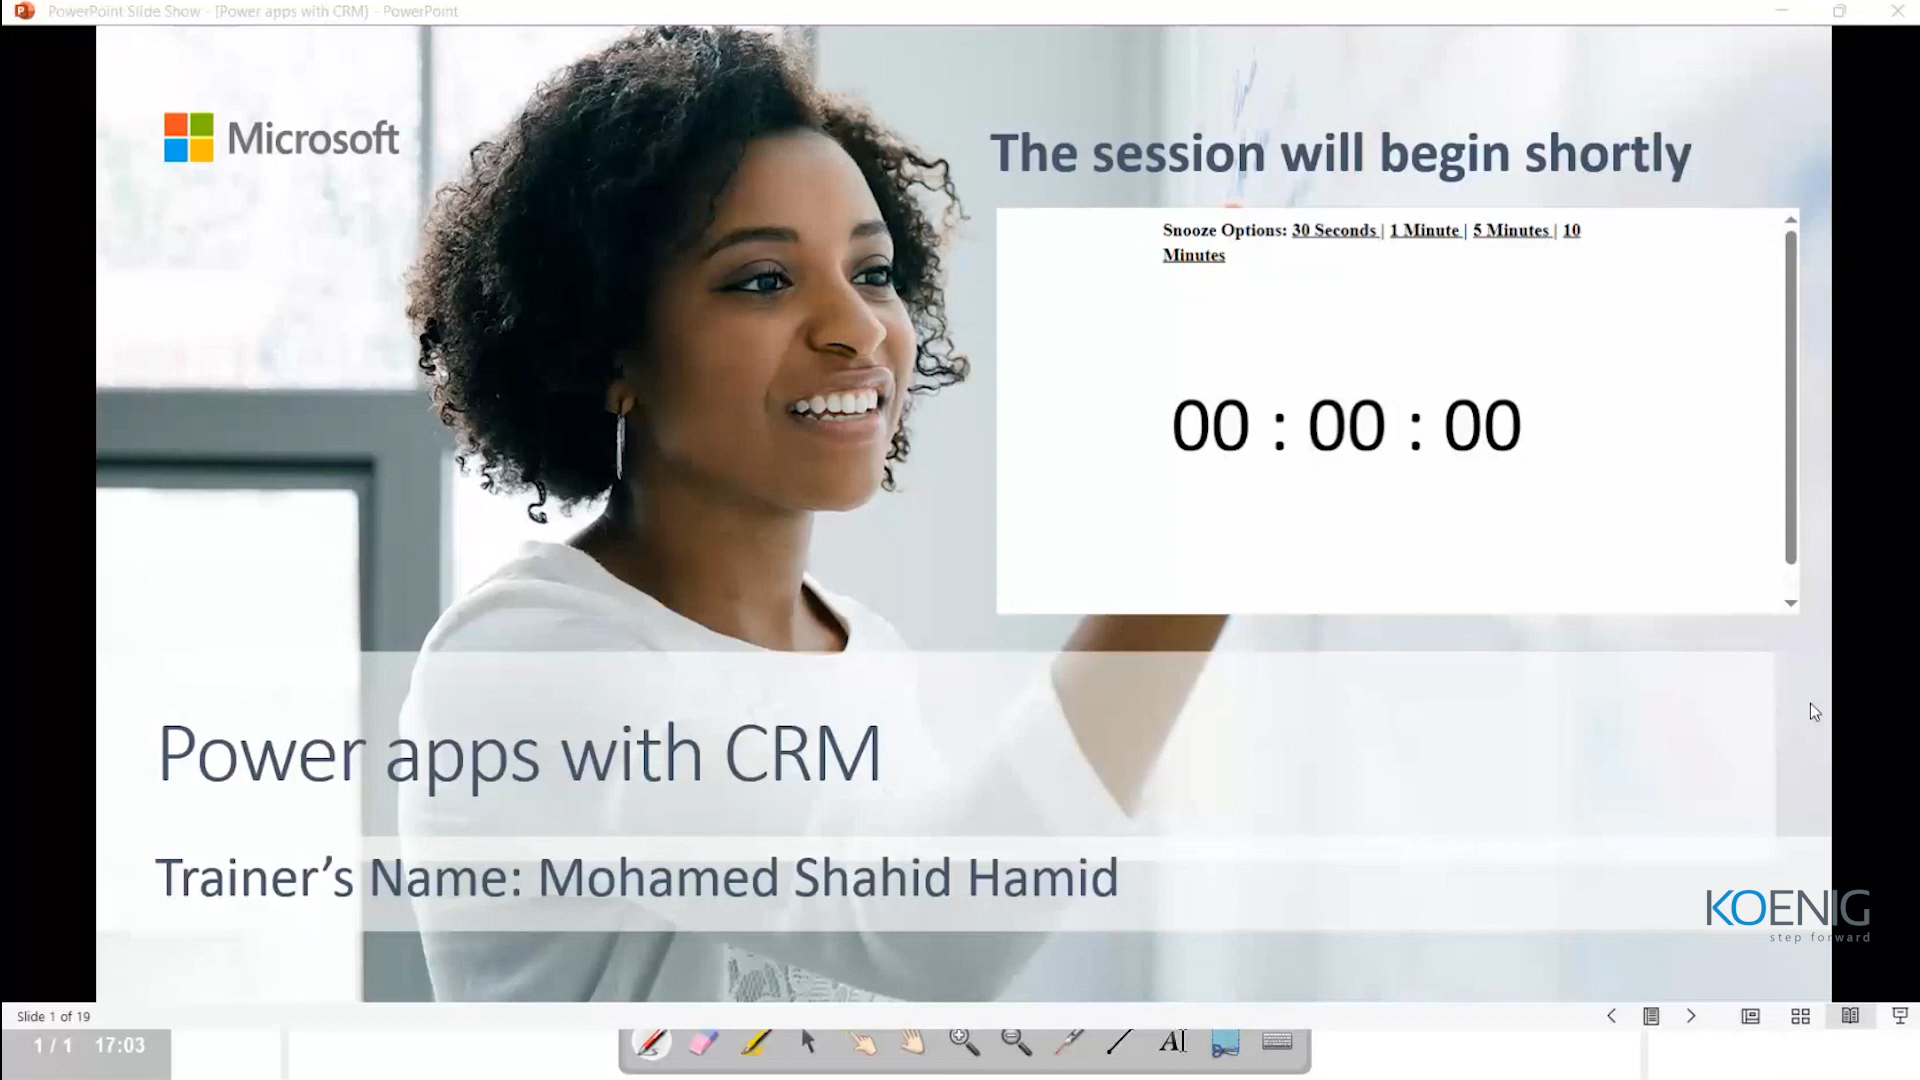 PowerPoint Slide Show - [Power apps with CRM] - PowerPoint
Microsoft
The session will begin shortly
Snooze Options: 30 Seconds | 1 Minute | 5 Minutes | 10
Minutes
00 : 00 : 00
Power apps with CRM
Trainer's Name: Mohamed Shahid Hamid
KOENIG
step forward
Slide 1 of 19
1 / 1 17:03